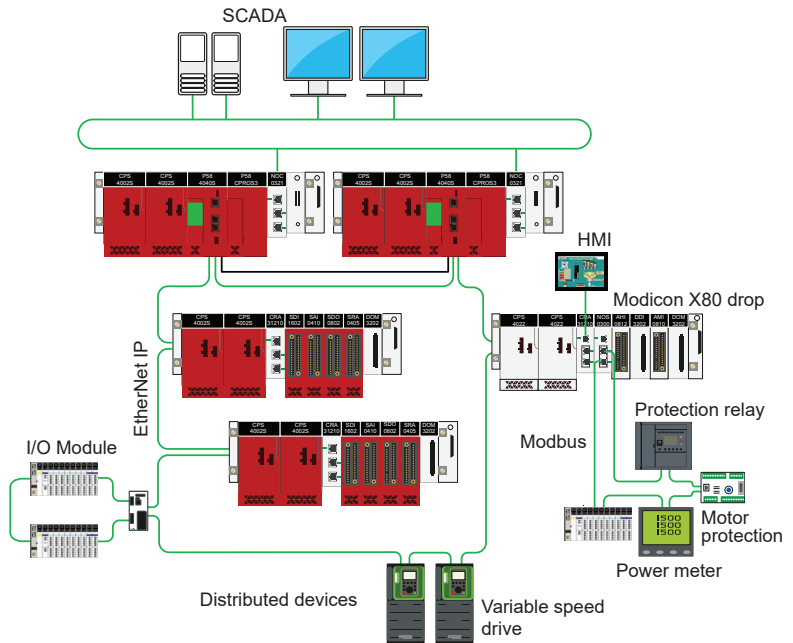 SCADA
CPS CPS P58 P58 NOC
4002S 4002S 4040S CPROS3 0321
CPS CPS P58 P58 NOC
4002S 4002S 4040S CPROS3 0321
HMI
Modicon X80 drop
CPS CPS CRA SDI SAI SDO SRA DOM
4002S 4002S 31210 1602 0410 0802 0405 3202
CPS CPS CRA NOS AHI DDI AMI DOM
4022 4022 31210 0300 0812 3202 0810 3202
EtherNet IP
Protection relay
CPS CPS CRA SDI SAI SDO SRA DOM
4002S 4002S 31210 1602 0410 0802 0405 3202
I/O Module
Modbus
Motor
protection
1500
1500
1500
Power meter
Distributed devices
Variable speed
drive